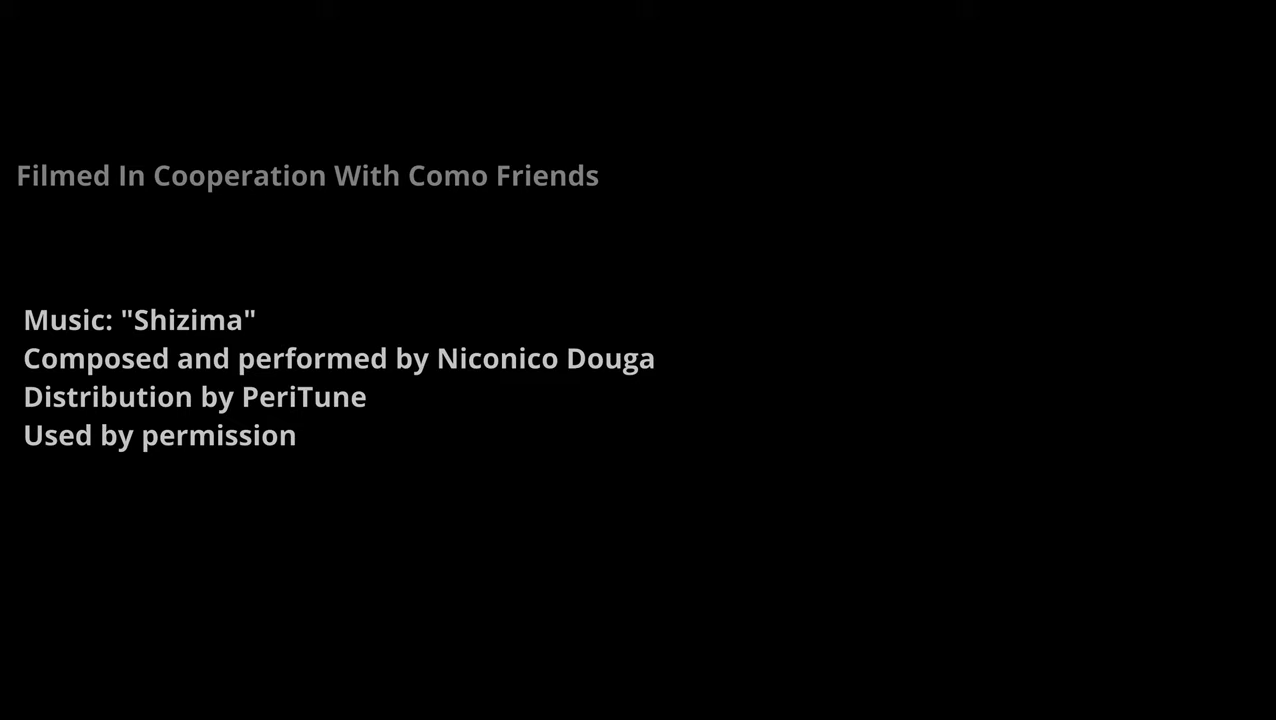 Filmed In Cooperation With Como Friends
Music: "Shizima"
Composed and performed by Niconico Douga
Distribution by PeriTune
Used by permission